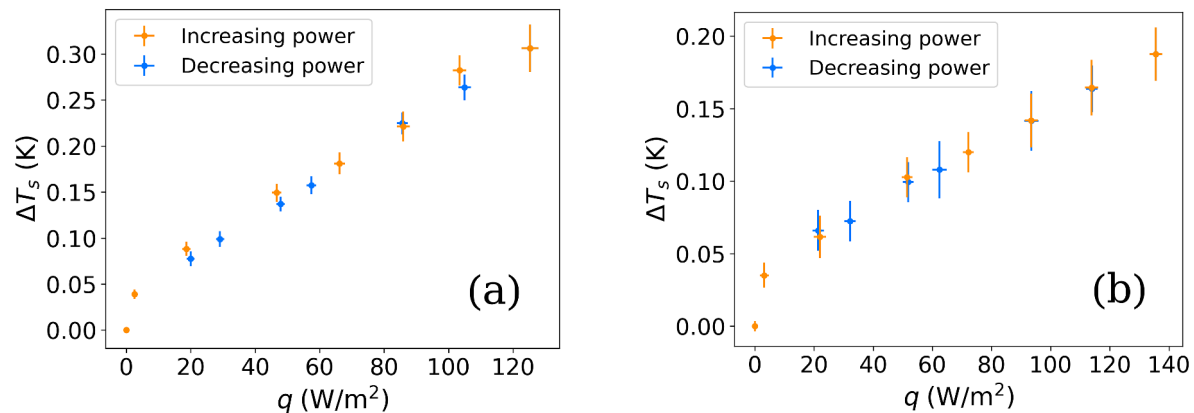 Increasing power
Decreasing power
0.30
0.25
0.20
0.15
0.10
0.05
0.00
ΔTₛ (K)
(a)
0 20 40 60 80 100 120
q (W/m²)
Increasing power
Decreasing power
0.20
0.15
0.10
0.05
0.00
ΔTₛ (K)
(b)
0 20 40 60 80 100 120 140
q (W/m²)